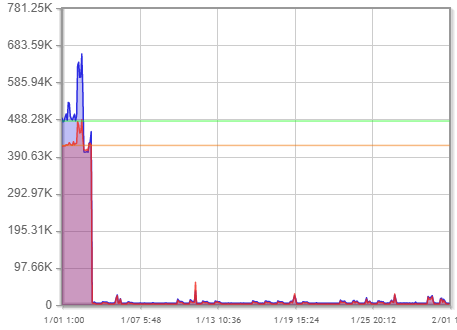 781.25K
683.59K
585.94K
488.28K
390.63K
292.97K
195.31K
97.66K
0
1/01 1:00 1/07 5:48 1/13 10:36 1/19 15:24 1/25 20:12 2/01 1